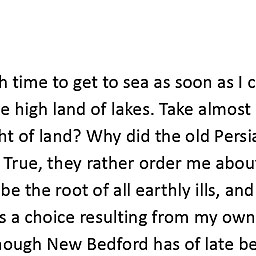 h time to get to sea as soon as I c
e high land of lakes. Take almost
ht of land? Why did the old Persia
True, they rather order me abou
be the root of all earthly ills, and
s a choice resulting from my own
hough New Bedford has of late be